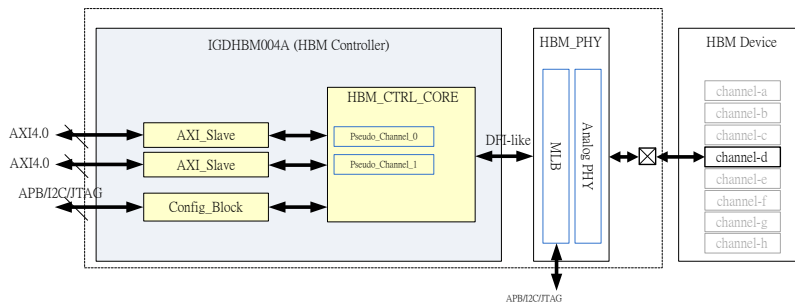 IGDHBM004A (HBM Controller)
HBM_PHY
HBM Device
HBM_CTRL_CORE
channel-a
channel-b
channel-c
channel-d
channel-e
channel-f
channel-g
channel-h
AXI4.0
AXI_Slave
Pseudo_Channel_0
AXI4.0
AXI_Slave
Pseudo_Channel_1
APB/I2C/JTAG
Config_Block
DFI-like
MLB
Analog PHY
APB/I2C/JTAG